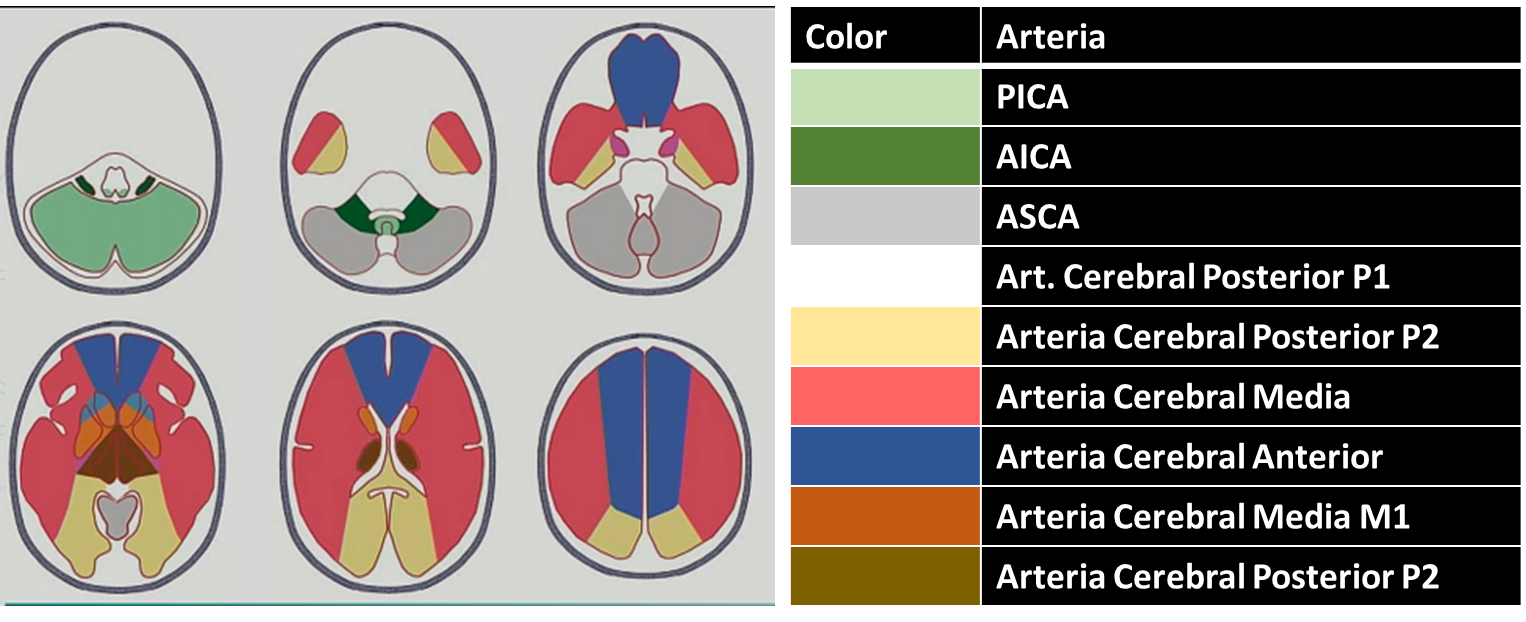 Color Arteria
PICA
AICA
ASCA
Art. Cerebral Posterior P1
Arteria Cerebral Posterior P2
Arteria Cerebral Media
Arteria Cerebral Anterior
Arteria Cerebral Media M1
Arteria Cerebral Posterior P2